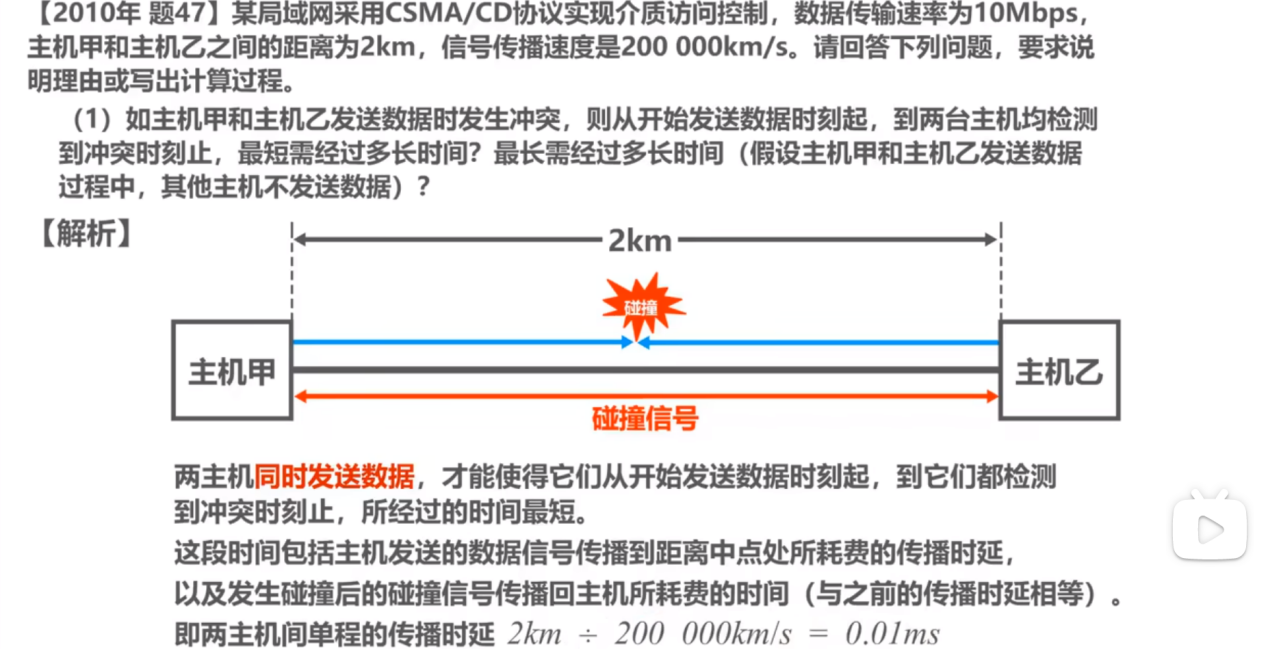 【2010年 题47】某局域网采用CSMA/CD协议实现介质访问控制，数据传输速率为10Mbps，
主机甲和主机乙之间的距离为2km，信号传播速度是200 000km/s。请回答下列问题，要求说
明理由或写出计算过程。
（1）如主机甲和主机乙发送数据时发生冲突，则从开始发送数据时刻起，到两台主机均检测
到冲突时刻止，最短需经过多长时间？最长需经过多长时间（假设主机甲和主机乙发送数据
过程中，其他主机不发送数据）？
【解析】
2km
碰撞
主机甲
主机乙
碰撞信号
两主机同时发送数据，才能使得它们从开始发送数据时刻起，到它们都检测
到冲突时刻止，所经过的时间最短。
这段时间包括主机发送的数据信号传播到距离中点处所耗费的传播时延，
以及发生碰撞后的碰撞信号传播回主机所耗费的时间（与之前的传播时延相等）。
即两主机间单程的传播时延 2km ÷ 200 000km/s = 0.01ms